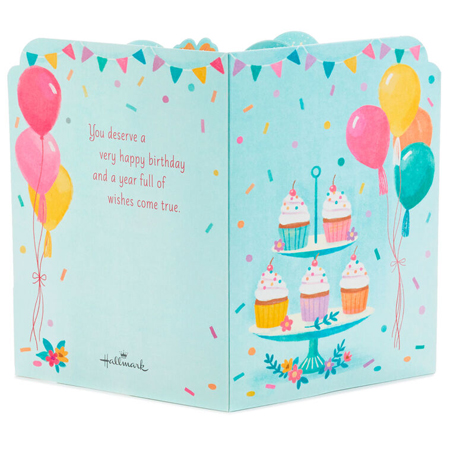 You deserve a
very happy birthday
and a year full of
wishes come true.
Hallmark